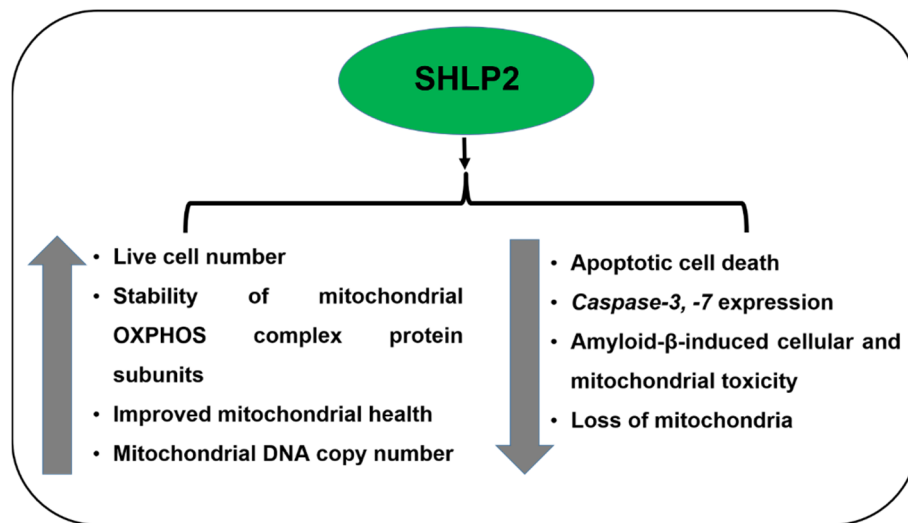 SHLP2
• Live cell number
• Stability of mitochondrial
OXPHOS complex protein
subunits
• Improved mitochondrial health
• Mitochondrial DNA copy number
• Apoptotic cell death
• Caspase-3, -7 expression
• Amyloid-β-induced cellular and
mitochondrial toxicity
• Loss of mitochondria